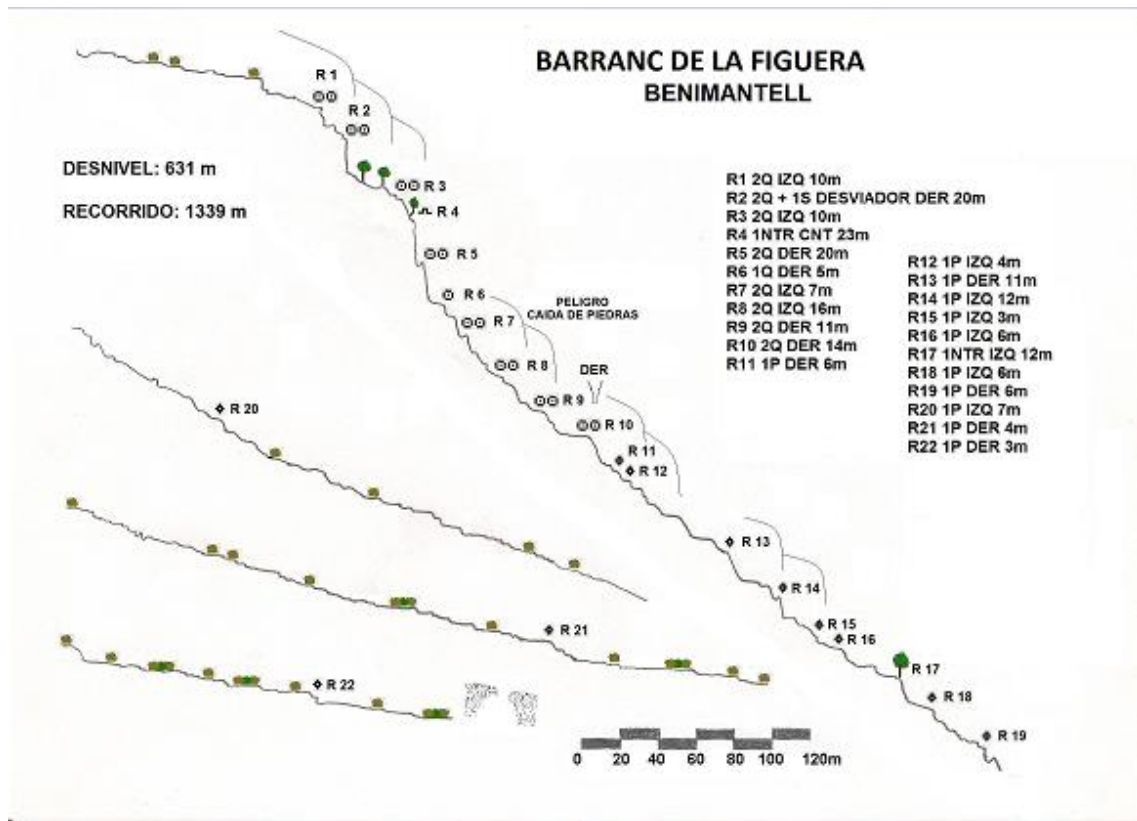 BARRANC DE LA FIGUERA
BENIMANTELL
DESNIVEL: 631 m
RECORRIDO: 1339 m
R 1
R 2
R 3
R 4
R 5
R 6
R 7
R 8
R 9
R 10
R 11
R 12
R 13
R 14
R 15
R 16
R 17
R 18
R 19
PELIGRO
CAIDA DE PIEDRAS
DER
R1 2Q IZQ 10m
R2 2Q + 1S DESVIADOR DER 20m
R3 2Q IZQ 10m
R4 1NTR CNT 23m
R5 2Q DER 20m
R6 1Q DER 5m
R7 2Q IZQ 7m
R8 2Q IZQ 16m
R9 2Q DER 11m
R10 2Q DER 14m
R11 1P DER 6m
R12 1P IZQ 4m
R13 1P DER 11m
R14 1P IZQ 12m
R15 1P IZQ 3m
R16 1P IZQ 6m
R17 1NTR IZQ 12m
R18 1P IZQ 6m
R19 1P DER 6m
R20 1P IZQ 7m
R21 1P DER 4m
R22 1P DER 3m
R 20
R 21
R 22
0 20 40 60 80 100 120m